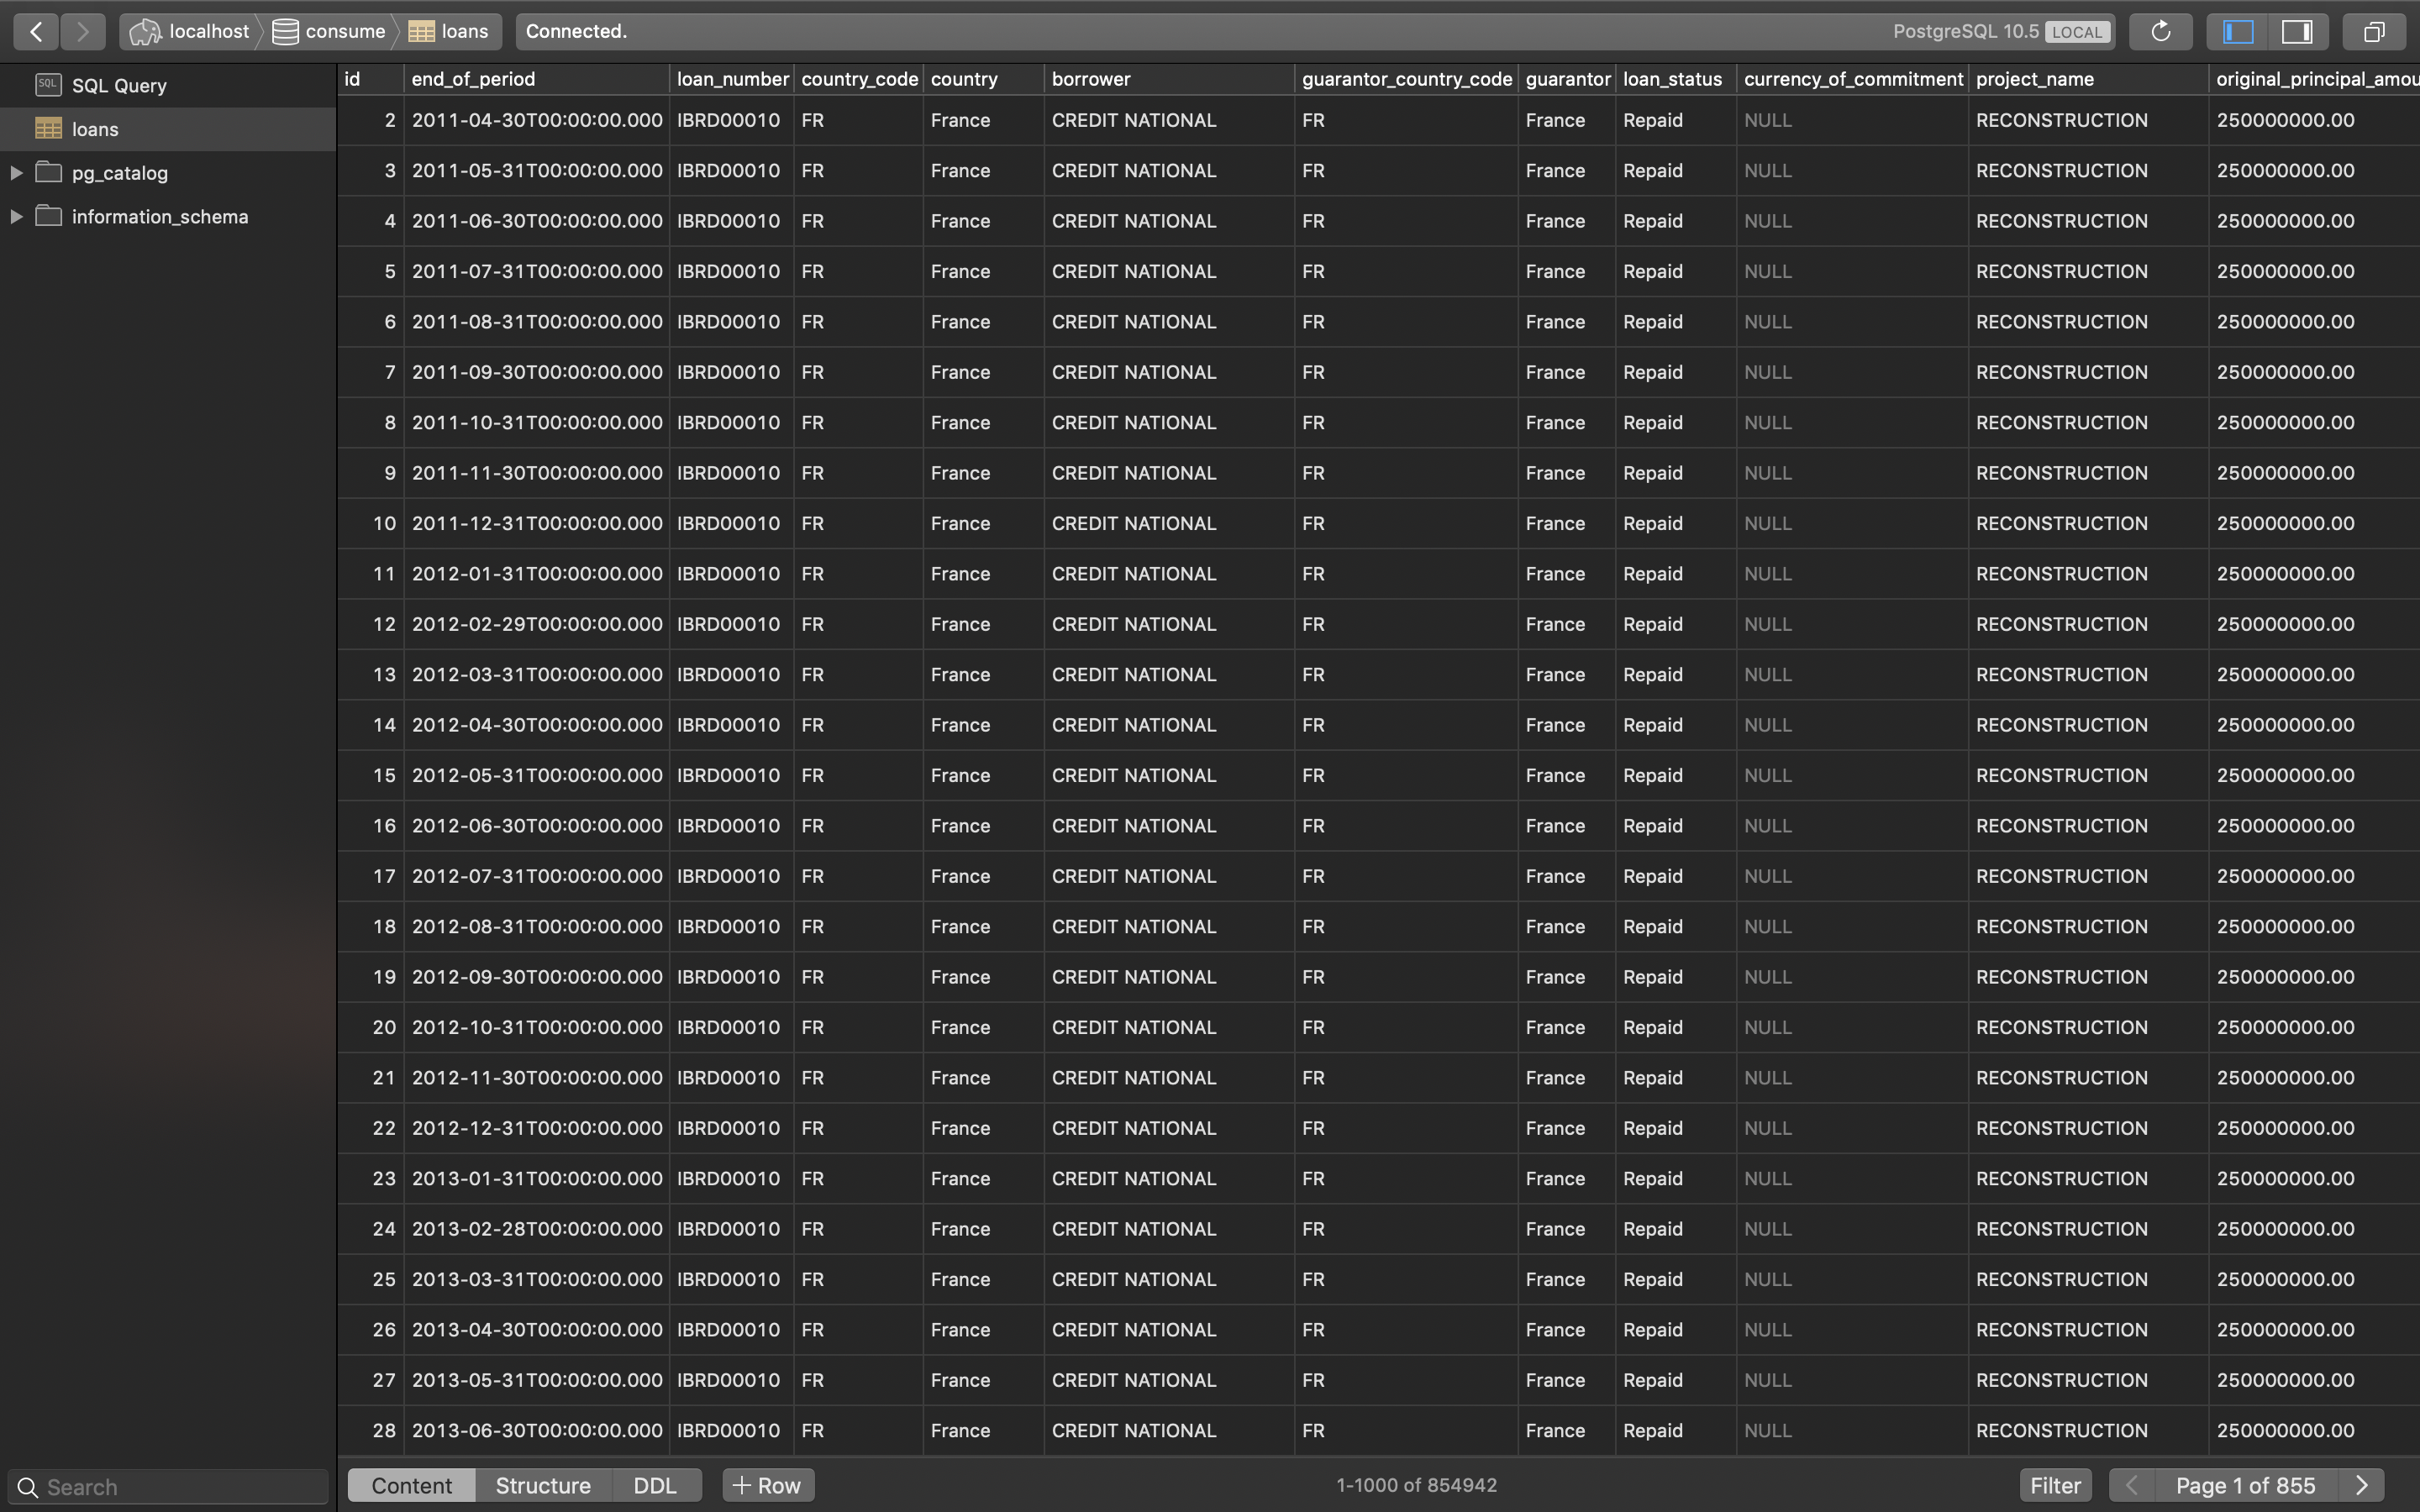 localhost consume loans Connected. PostgreSQL 10.5 LOCAL
SQL SQL Query
loans
pg_catalog
information_schema
id end_of_period loan_number country_code country borrower guarantor_country_code guarantor loan_status currency_of_commitment project_name original_principal_amou
2 2011-04-30T00:00:00.000 IBRD00010 FR France CREDIT NATIONAL FR France Repaid NULL RECONSTRUCTION 250000000.00
3 2011-05-31T00:00:00.000 IBRD00010 FR France CREDIT NATIONAL FR France Repaid NULL RECONSTRUCTION 250000000.00
4 2011-06-30T00:00:00.000 IBRD00010 FR France CREDIT NATIONAL FR France Repaid NULL RECONSTRUCTION 250000000.00
5 2011-07-31T00:00:00.000 IBRD00010 FR France CREDIT NATIONAL FR France Repaid NULL RECONSTRUCTION 250000000.00
6 2011-08-31T00:00:00.000 IBRD00010 FR France CREDIT NATIONAL FR France Repaid NULL RECONSTRUCTION 250000000.00
7 2011-09-30T00:00:00.000 IBRD00010 FR France CREDIT NATIONAL FR France Repaid NULL RECONSTRUCTION 250000000.00
8 2011-10-31T00:00:00.000 IBRD00010 FR France CREDIT NATIONAL FR France Repaid NULL RECONSTRUCTION 250000000.00
9 2011-11-30T00:00:00.000 IBRD00010 FR France CREDIT NATIONAL FR France Repaid NULL RECONSTRUCTION 250000000.00
10 2011-12-31T00:00:00.000 IBRD00010 FR France CREDIT NATIONAL FR France Repaid NULL RECONSTRUCTION 250000000.00
11 2012-01-31T00:00:00.000 IBRD00010 FR France CREDIT NATIONAL FR France Repaid NULL RECONSTRUCTION 250000000.00
12 2012-02-29T00:00:00.000 IBRD00010 FR France CREDIT NATIONAL FR France Repaid NULL RECONSTRUCTION 250000000.00
13 2012-03-31T00:00:00.000 IBRD00010 FR France CREDIT NATIONAL FR France Repaid NULL RECONSTRUCTION 250000000.00
14 2012-04-30T00:00:00.000 IBRD00010 FR France CREDIT NATIONAL FR France Repaid NULL RECONSTRUCTION 250000000.00
15 2012-05-31T00:00:00.000 IBRD00010 FR France CREDIT NATIONAL FR France Repaid NULL RECONSTRUCTION 250000000.00
16 2012-06-30T00:00:00.000 IBRD00010 FR France CREDIT NATIONAL FR France Repaid NULL RECONSTRUCTION 250000000.00
17 2012-07-31T00:00:00.000 IBRD00010 FR France CREDIT NATIONAL FR France Repaid NULL RECONSTRUCTION 250000000.00
18 2012-08-31T00:00:00.000 IBRD00010 FR France CREDIT NATIONAL FR France Repaid NULL RECONSTRUCTION 250000000.00
19 2012-09-30T00:00:00.000 IBRD00010 FR France CREDIT NATIONAL FR France Repaid NULL RECONSTRUCTION 250000000.00
20 2012-10-31T00:00:00.000 IBRD00010 FR France CREDIT NATIONAL FR France Repaid NULL RECONSTRUCTION 250000000.00
21 2012-11-30T00:00:00.000 IBRD00010 FR France CREDIT NATIONAL FR France Repaid NULL RECONSTRUCTION 250000000.00
22 2012-12-31T00:00:00.000 IBRD00010 FR France CREDIT NATIONAL FR France Repaid NULL RECONSTRUCTION 250000000.00
23 2013-01-31T00:00:00.000 IBRD00010 FR France CREDIT NATIONAL FR France Repaid NULL RECONSTRUCTION 250000000.00
24 2013-02-28T00:00:00.000 IBRD00010 FR France CREDIT NATIONAL FR France Repaid NULL RECONSTRUCTION 250000000.00
25 2013-03-31T00:00:00.000 IBRD00010 FR France CREDIT NATIONAL FR France Repaid NULL RECONSTRUCTION 250000000.00
26 2013-04-30T00:00:00.000 IBRD00010 FR France CREDIT NATIONAL FR France Repaid NULL RECONSTRUCTION 250000000.00
27 2013-05-31T00:00:00.000 IBRD00010 FR France CREDIT NATIONAL FR France Repaid NULL RECONSTRUCTION 250000000.00
28 2013-06-30T00:00:00.000 IBRD00010 FR France CREDIT NATIONAL FR France Repaid NULL RECONSTRUCTION 250000000.00
Search Content Structure DDL + Row 1-1000 of 854942 Filter Page 1 of 855